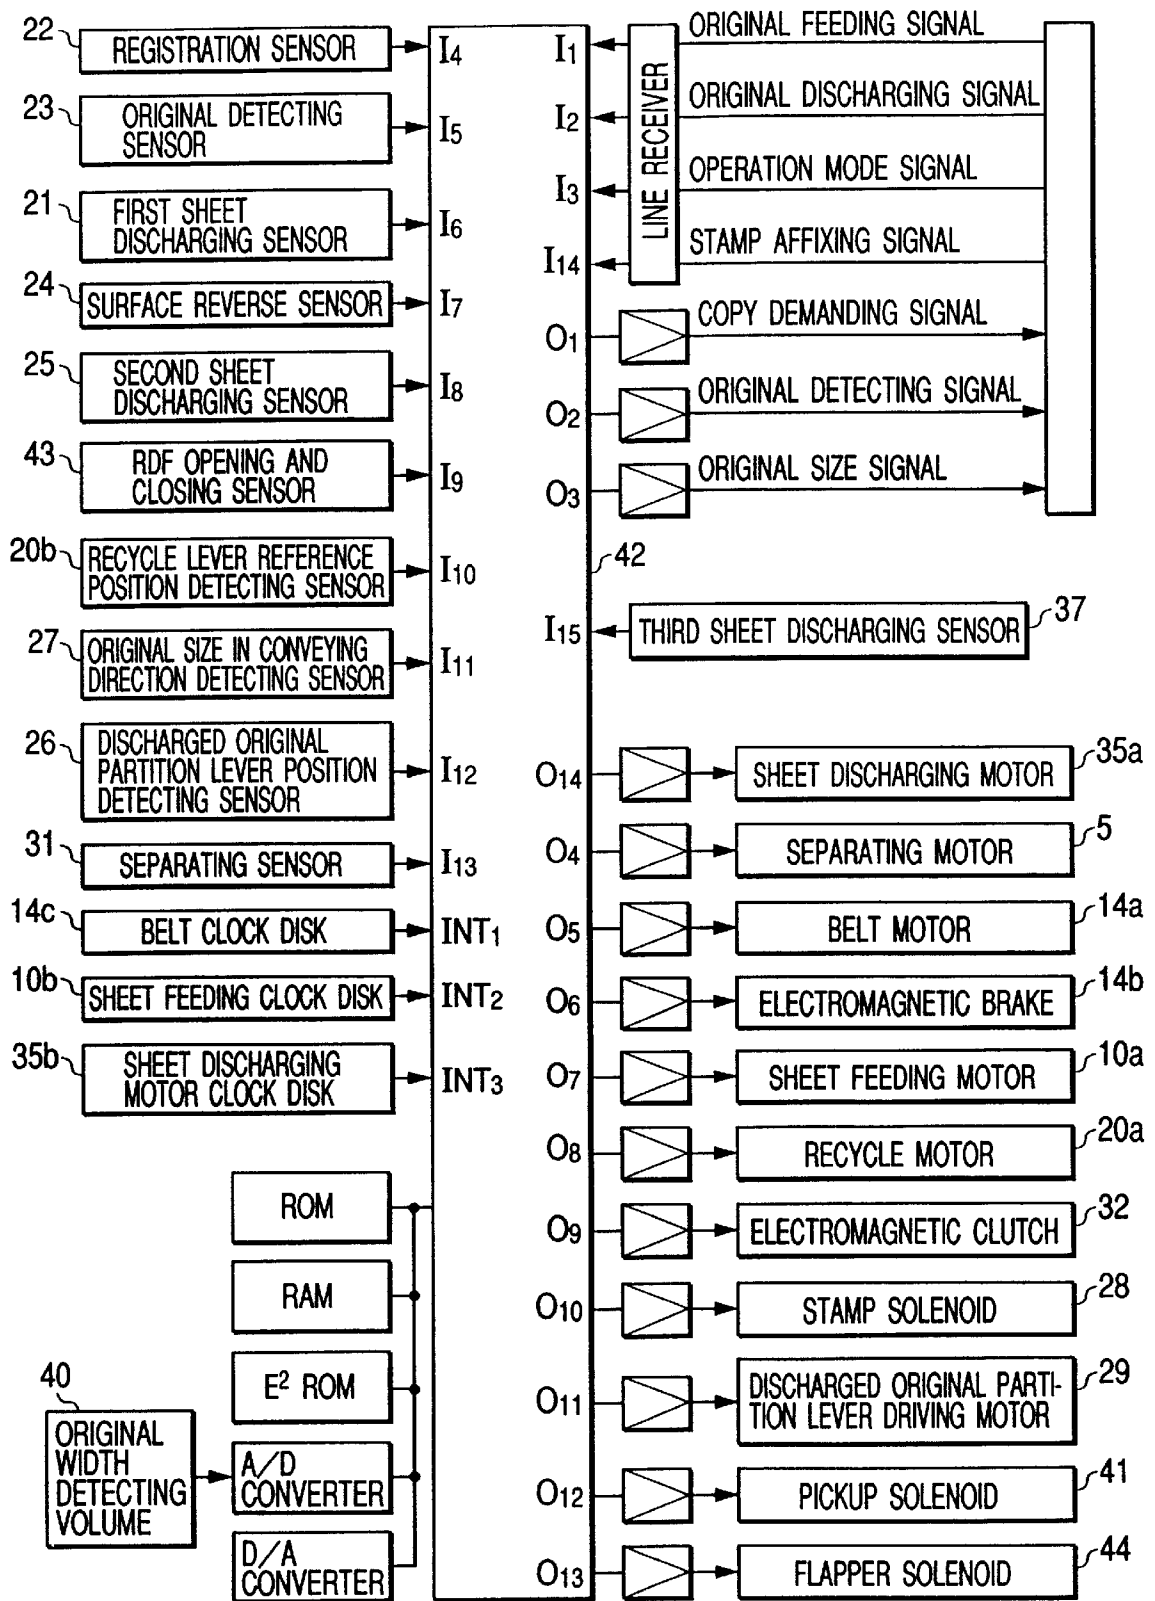 22
REGISTRATION SENSOR
I4
23
ORIGINAL DETECTING
SENSOR
I5
21
FIRST SHEET
DISCHARGING SENSOR
I6
24
SURFACE REVERSE SENSOR
I7
25
SECOND SHEET
DISCHARGING SENSOR
I8
43
RDF OPENING AND
CLOSING SENSOR
I9
20b
RECYCLE LEVER REFERENCE
POSITION DETECTING SENSOR
I10
27
ORIGINAL SIZE IN CONVEYING
DIRECTION DETECTING SENSOR
I11
26
DISCHARGED ORIGINAL
PARTITION LEVER POSITION
DETECTING SENSOR
I12
31
SEPARATING SENSOR
I13
14c
BELT CLOCK DISK
INT1
10b
SHEET FEEDING CLOCK DISK
INT2
35b
SHEET DISCHARGING
MOTOR CLOCK DISK
INT3
ROM
RAM
E² ROM
40
ORIGINAL
WIDTH
DETECTING
VOLUME
A/D
CONVERTER
D/A
CONVERTER
I1
ORIGINAL FEEDING SIGNAL
I2
ORIGINAL DISCHARGING SIGNAL
I3
OPERATION MODE SIGNAL
I14
STAMP AFFIXING SIGNAL
LINE RECEIVER
O1
COPY DEMANDING SIGNAL
O2
ORIGINAL DETECTING SIGNAL
O3
ORIGINAL SIZE SIGNAL
42
I15
THIRD SHEET DISCHARGING SENSOR
37
O14
SHEET DISCHARGING MOTOR
35a
O4
SEPARATING MOTOR
5
O5
BELT MOTOR
14a
O6
ELECTROMAGNETIC BRAKE
14b
O7
SHEET FEEDING MOTOR
10a
O8
RECYCLE MOTOR
20a
O9
ELECTROMAGNETIC CLUTCH
32
O10
STAMP SOLENOID
28
O11
DISCHARGED ORIGINAL PARTI-
TION LEVER DRIVING MOTOR
29
O12
PICKUP SOLENOID
41
O13
FLAPPER SOLENOID
44